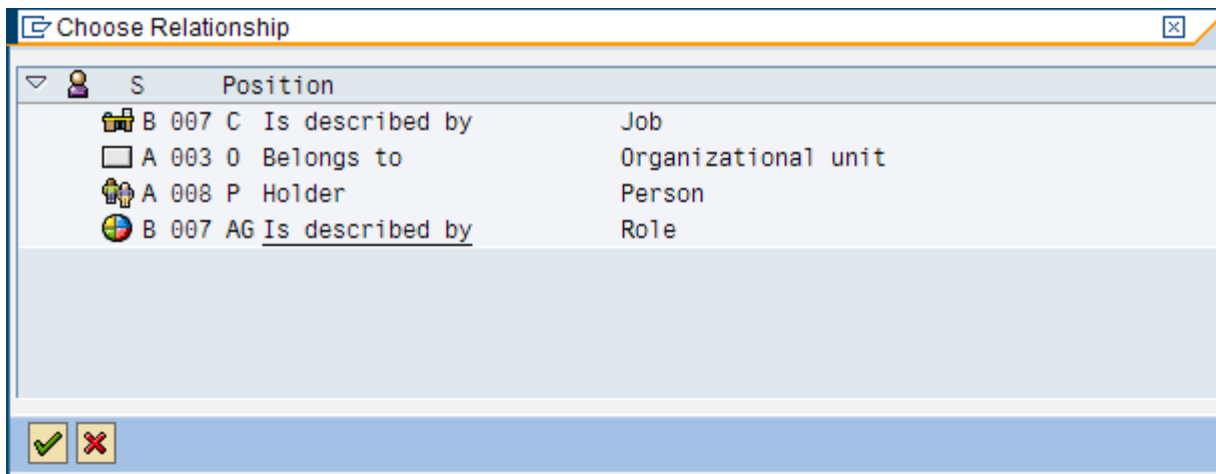 Choose Relationship
S Position
B 007 C Is described by Job
A 003 O Belongs to Organizational unit
A 008 P Holder Person
B 007 AG Is described by Role